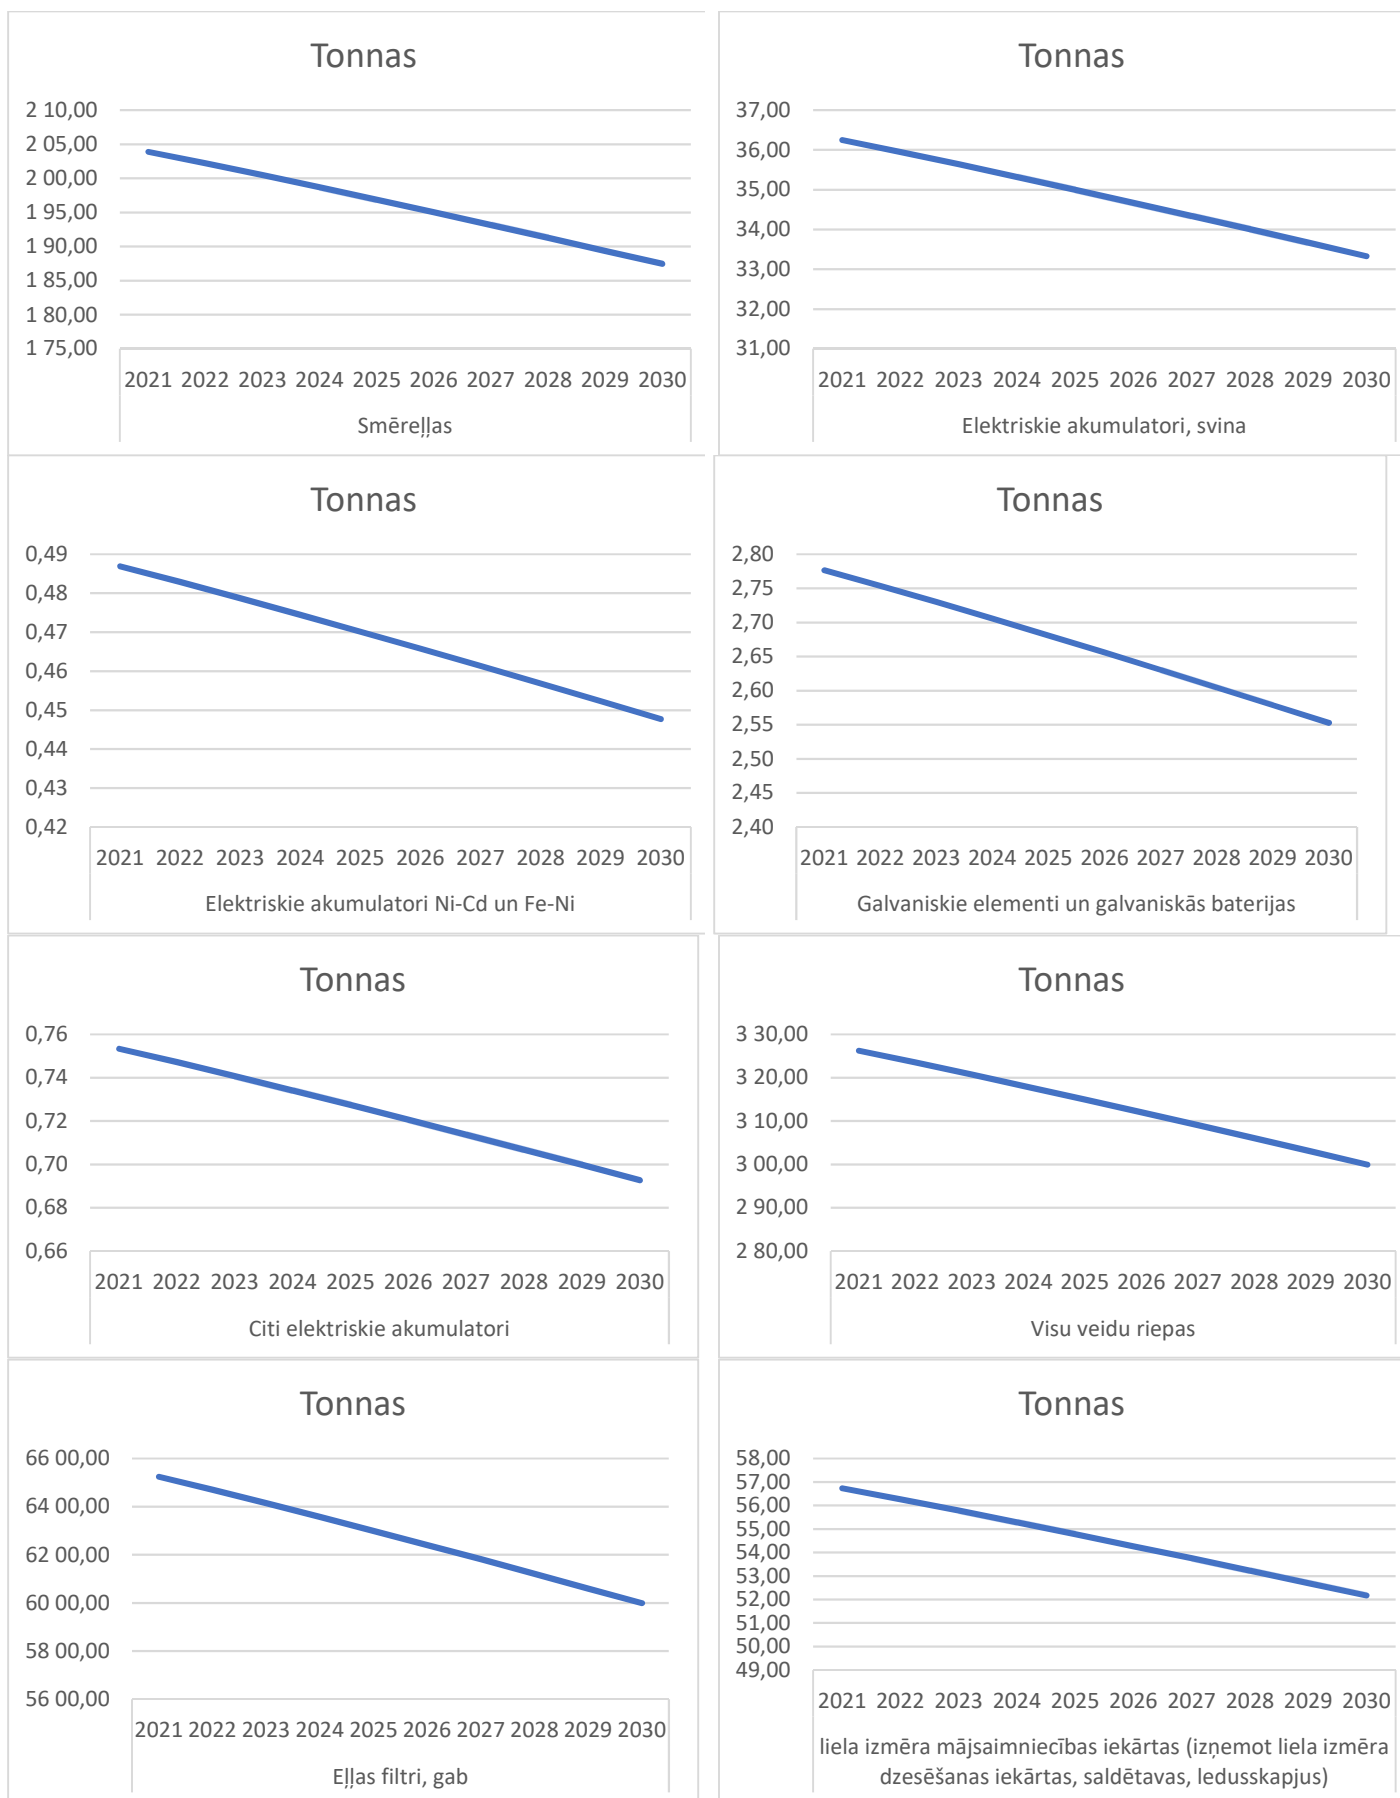 Tonnas
2 10,00
2 05,00
2 00,00
1 95,00
1 90,00
1 85,00
1 80,00
1 75,00
2021 2022 2023 2024 2025 2026 2027 2028 2029 2030
Smēreļļas
Tonnas
37,00
36,00
35,00
34,00
33,00
32,00
31,00
2021 2022 2023 2024 2025 2026 2027 2028 2029 2030
Elektriskie akumulatori, svina
Tonnas
0,49
0,48
0,47
0,46
0,45
0,44
0,43
0,42
2021 2022 2023 2024 2025 2026 2027 2028 2029 2030
Elektriskie akumulatori Ni-Cd un Fe-Ni
Tonnas
2,80
2,75
2,70
2,65
2,60
2,55
2,50
2,45
2,40
2021 2022 2023 2024 2025 2026 2027 2028 2029 2030
Galvaniskie elementi un galvaniskās baterijas
Tonnas
0,76
0,74
0,72
0,70
0,68
0,66
2021 2022 2023 2024 2025 2026 2027 2028 2029 2030
Citi elektriskie akumulatori
Tonnas
3 30,00
3 20,00
3 10,00
3 00,00
2 90,00
2 80,00
2021 2022 2023 2024 2025 2026 2027 2028 2029 2030
Visu veidu riepas
Tonnas
66 00,00
64 00,00
62 00,00
60 00,00
58 00,00
56 00,00
2021 2022 2023 2024 2025 2026 2027 2028 2029 2030
Eļļas filtri, gab
Tonnas
58,00
57,00
56,00
55,00
54,00
53,00
52,00
51,00
50,00
49,00
2021 2022 2023 2024 2025 2026 2027 2028 2029 2030
liela izmēra mājsaimniecības iekārtas (izņemot liela izmēra
dzesēšanas iekārtas, saldētavas, ledusskapjus)